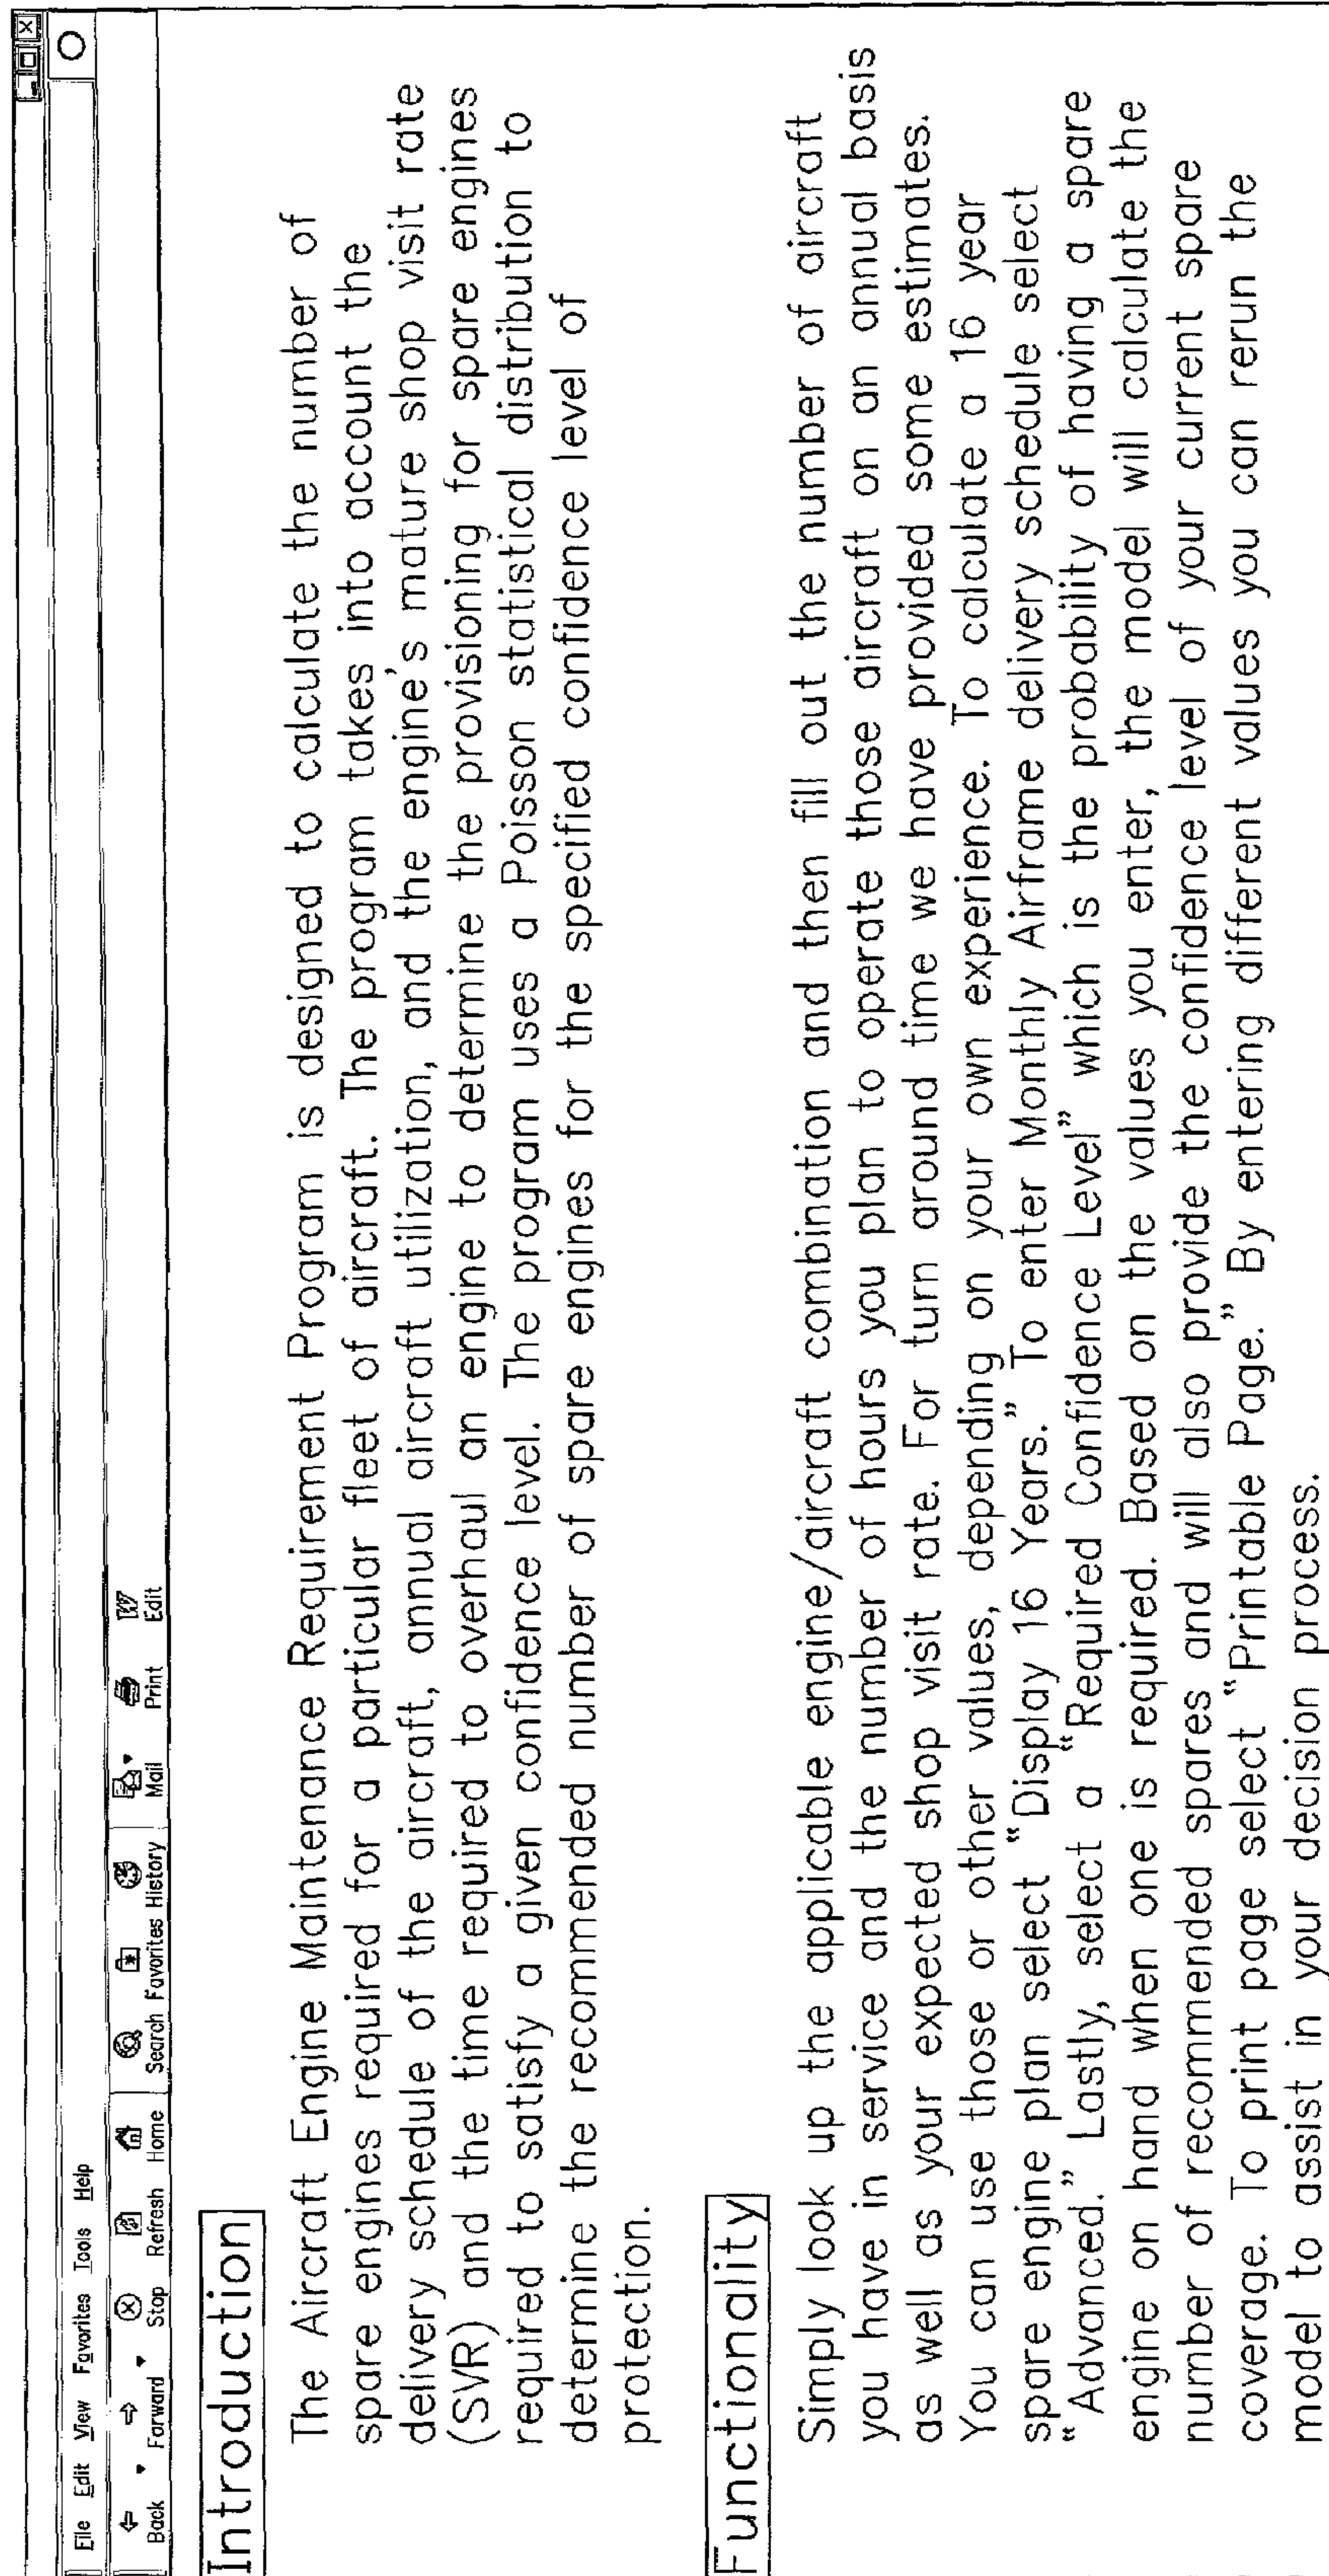 File Edit View Favorites Tools Help
Back Forward Stop Refresh Home Search Favorites History Mail Print Edit
Introduction
The Aircraft Engine Maintenance Requirement Program is designed to calculate the number of
spare engines required for a particular fleet of aircraft. The program takes into account the
delivery schedule of the aircraft, annual aircraft utilization, and the engine's mature shop visit rate
(SVR) and the time required to overhaul an engine to determine the provisioning for spare engines
required to satisfy a given confidence level. The program uses a Poisson statistical distribution to
determine the recommended number of spare engines for the specified confidence level of
protection.
Functionality
Simply look up the applicable engine/aircraft combination and then fill out the number of aircraft
you have in service and the number of hours you plan to operate those aircraft on an annual basis
as well as your expected shop visit rate. For turn around time we have provided some estimates.
You can use those or other values, depending on your own experience. To calculate a 16 year
spare engine plan select "Display 16 Years." To enter Monthly Airframe delivery schedule select
"Advanced." Lastly, select a "Required Confidence Level" which is the probability of having a spare
engine on hand when one is required. Based on the values you enter, the model will calculate the
number of recommended spares and will also provide the confidence level of your current spare
coverage. To print page select "Printable Page." By entering different values you can rerun the
model to assist in your decision process.